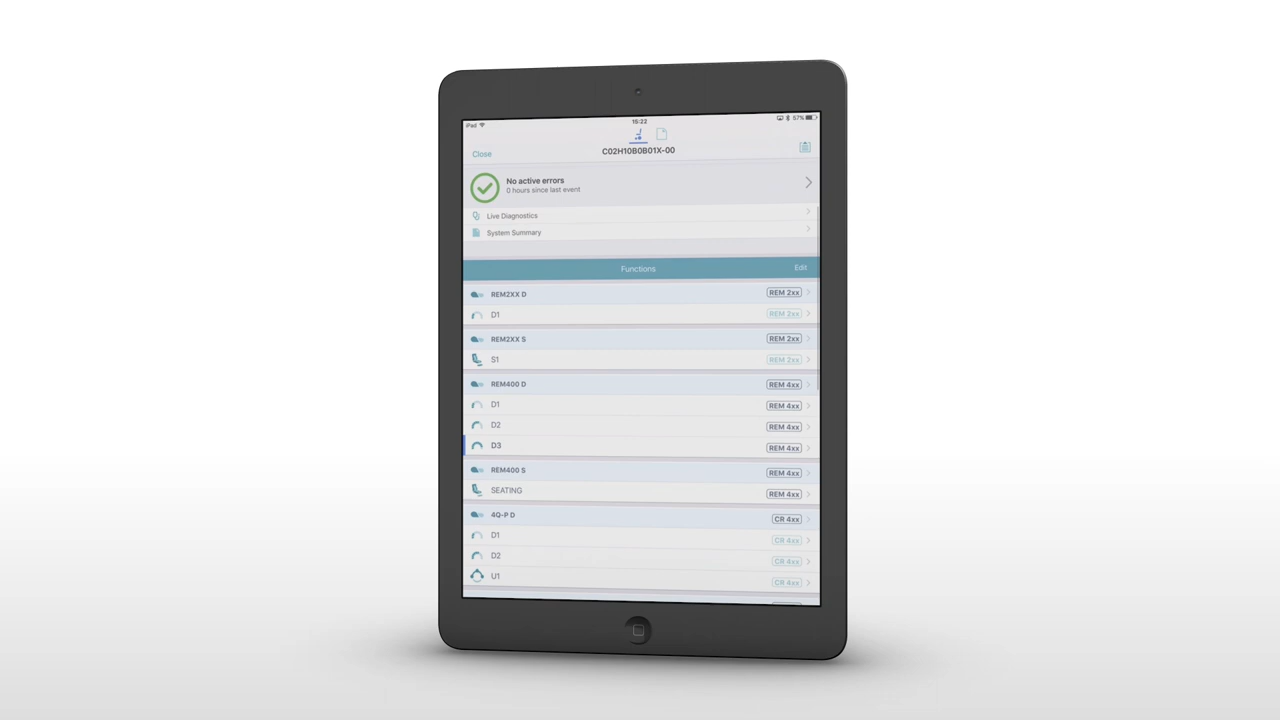 iPad
15:22
67%
Close
C02H10B0B01X-00
No active errors
0 hours since last event
Live Diagnostics
System Summary
Functions Edit
REM2XX D REM 2xx
D1 REM 2xx
REM2XX S REM 2xx
S1 REM 2xx
REM400 D REM 4xx
D1 REM 4xx
D2 REM 4xx
D3 REM 4xx
REM400 S REM 4xx
SEATING REM 4xx
4Q-P D CR 4xx
D1 CR 4xx
D2 CR 4xx
U1 CR 4xx